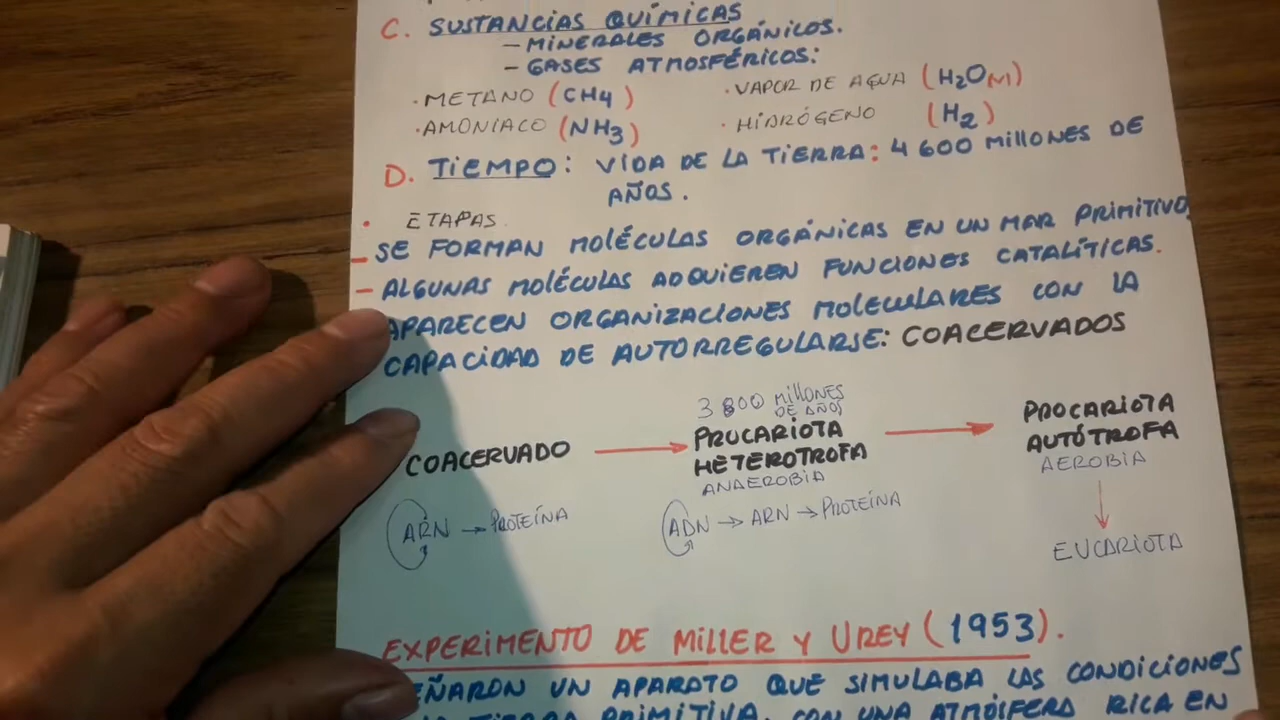 C. SUSTANCIAS QUÍMICAS
- MINERALES ORGÁNICOS.
- GASES ATMOSFÉRICOS:
· METANO (CH4) · VAPOR DE AGUA (H2O)
· AMONIACO (NH3) · HIDRÓGENO (H2)
D. TIEMPO: VIDA DE LA TIERRA: 4 600 MILLONES DE
AÑOS.
· ETAPAS.
- SE FORMAN MOLÉCULAS ORGÁNICAS EN UN MAR PRIMITIVO.
- ALGUNAS MOLÉCULAS ADQUIEREN FUNCIONES CATALÍTICAS.
APARECEN ORGANIZACIONES MOLECULARES CON LA
CAPACIDAD DE AUTORREGULARSE: COACERVADOS
COACERVADO
ARN → PROTEÍNA
3 800 MILLONES
DE AÑOS
PROCARIOTA
HETEROTROFA
ANAEROBIA
ADN → ARN → PROTEÍNA
PROCARIOTA
AUTÓTROFA
AEROBIA
EUCARIOTA
EXPERIMENTO DE MILLER Y UREY (1953).
EÑARON UN APARATO QUE SIMULABA LAS CONDICIONES
TIERRA PRIMITIVA, CON UNA ATMÓSFERA RICA EN